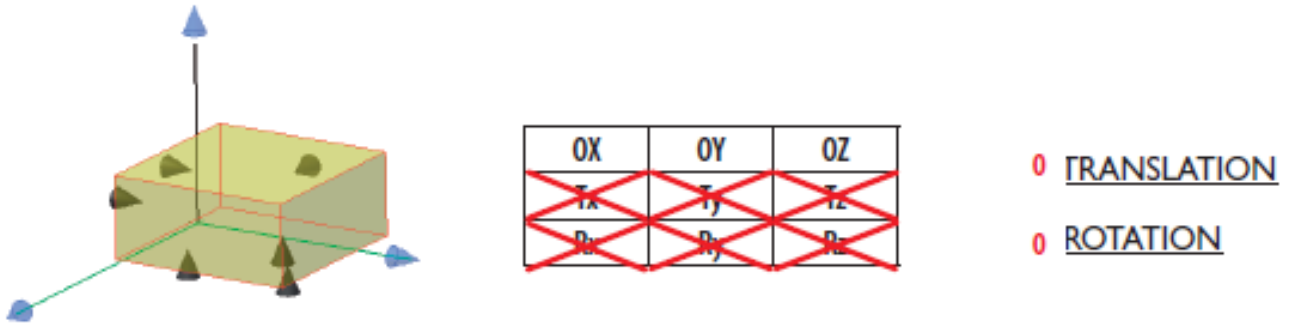 OX OY OZ
Tx Ty Tz
Rx Ry Rz
0 TRANSLATION
0 ROTATION